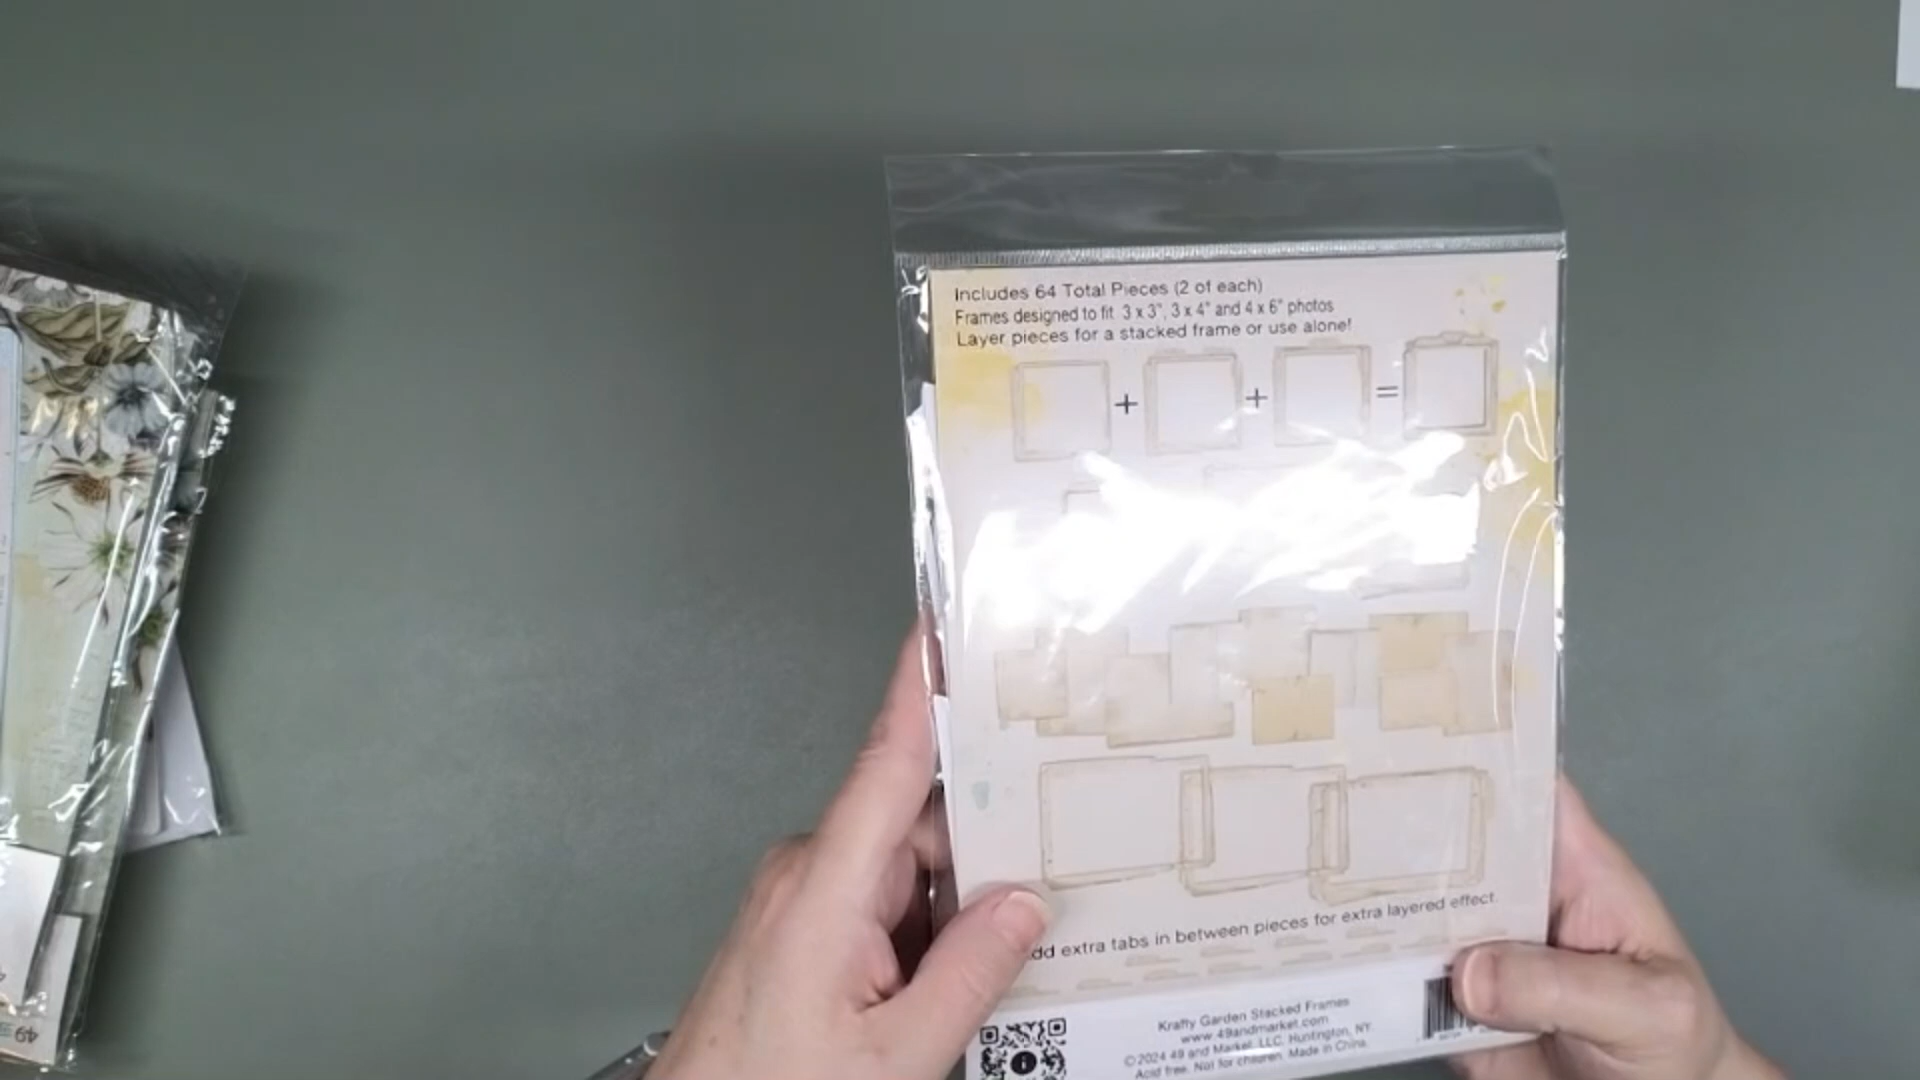 Includes 64 Total Pieces (2 of each)
Frames designed to fit 3 x 3", 3 x 4" and 4 x 6" photos
Layer pieces for a stacked frame or use alone!
+ + =
dd extra tabs in between pieces for extra layered effect.
Krafty Garden Stacked Frames
www.49andmarket.com
©2024 49 and Market, LLC. Huntington, NY.
Acid free. Not for children. Made in China.
49